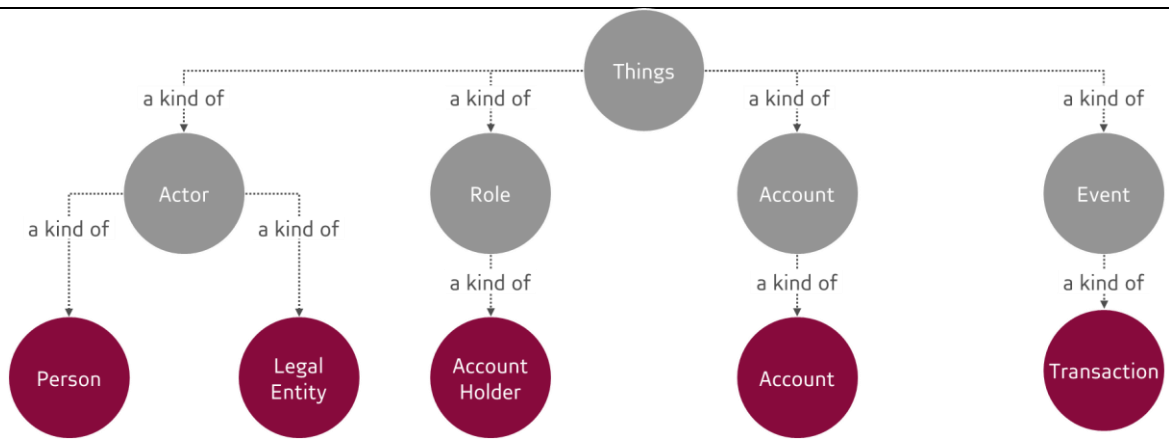 Things
a kind of
a kind of
a kind of
a kind of
Actor
Role
Account
Event
a kind of
a kind of
a kind of
a kind of
a kind of
Person
Legal
Entity
Account
Holder
Account
Transaction